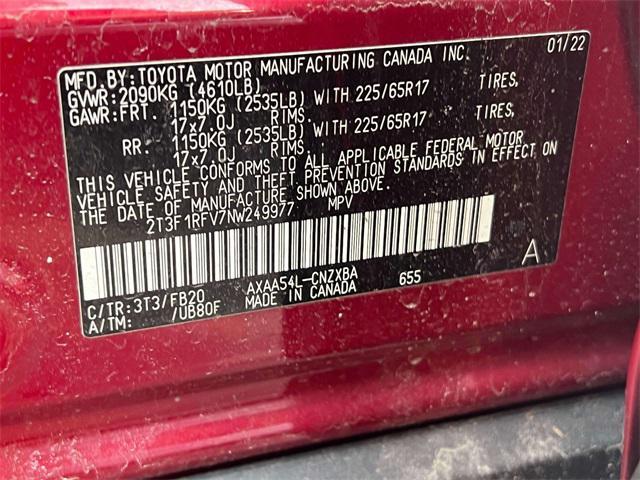 MFD. BY: TOYOTA MOTOR MANUFACTURING CANADA INC. 01/22
GVWR: 2090KG (4610LB)
GAWR: FRT. 1150KG (2535LB) WITH 225/65R17 TIRES,
17x7.0J RIMS.
RR. 1150KG (2535LB) WITH 225/65R17 TIRES,
17x7.0J RIMS.
THIS VEHICLE CONFORMS TO ALL APPLICABLE FEDERAL MOTOR
VEHICLE SAFETY AND THEFT PREVENTION STANDARDS IN EFFECT ON
THE DATE OF MANUFACTURE SHOWN ABOVE.
2T3F1RFV7NW249977 MPV
A
C/TR: 3T3/FB20 AXAA54L-CNZXBA 655
A/TM: /UB80F MADE IN CANADA